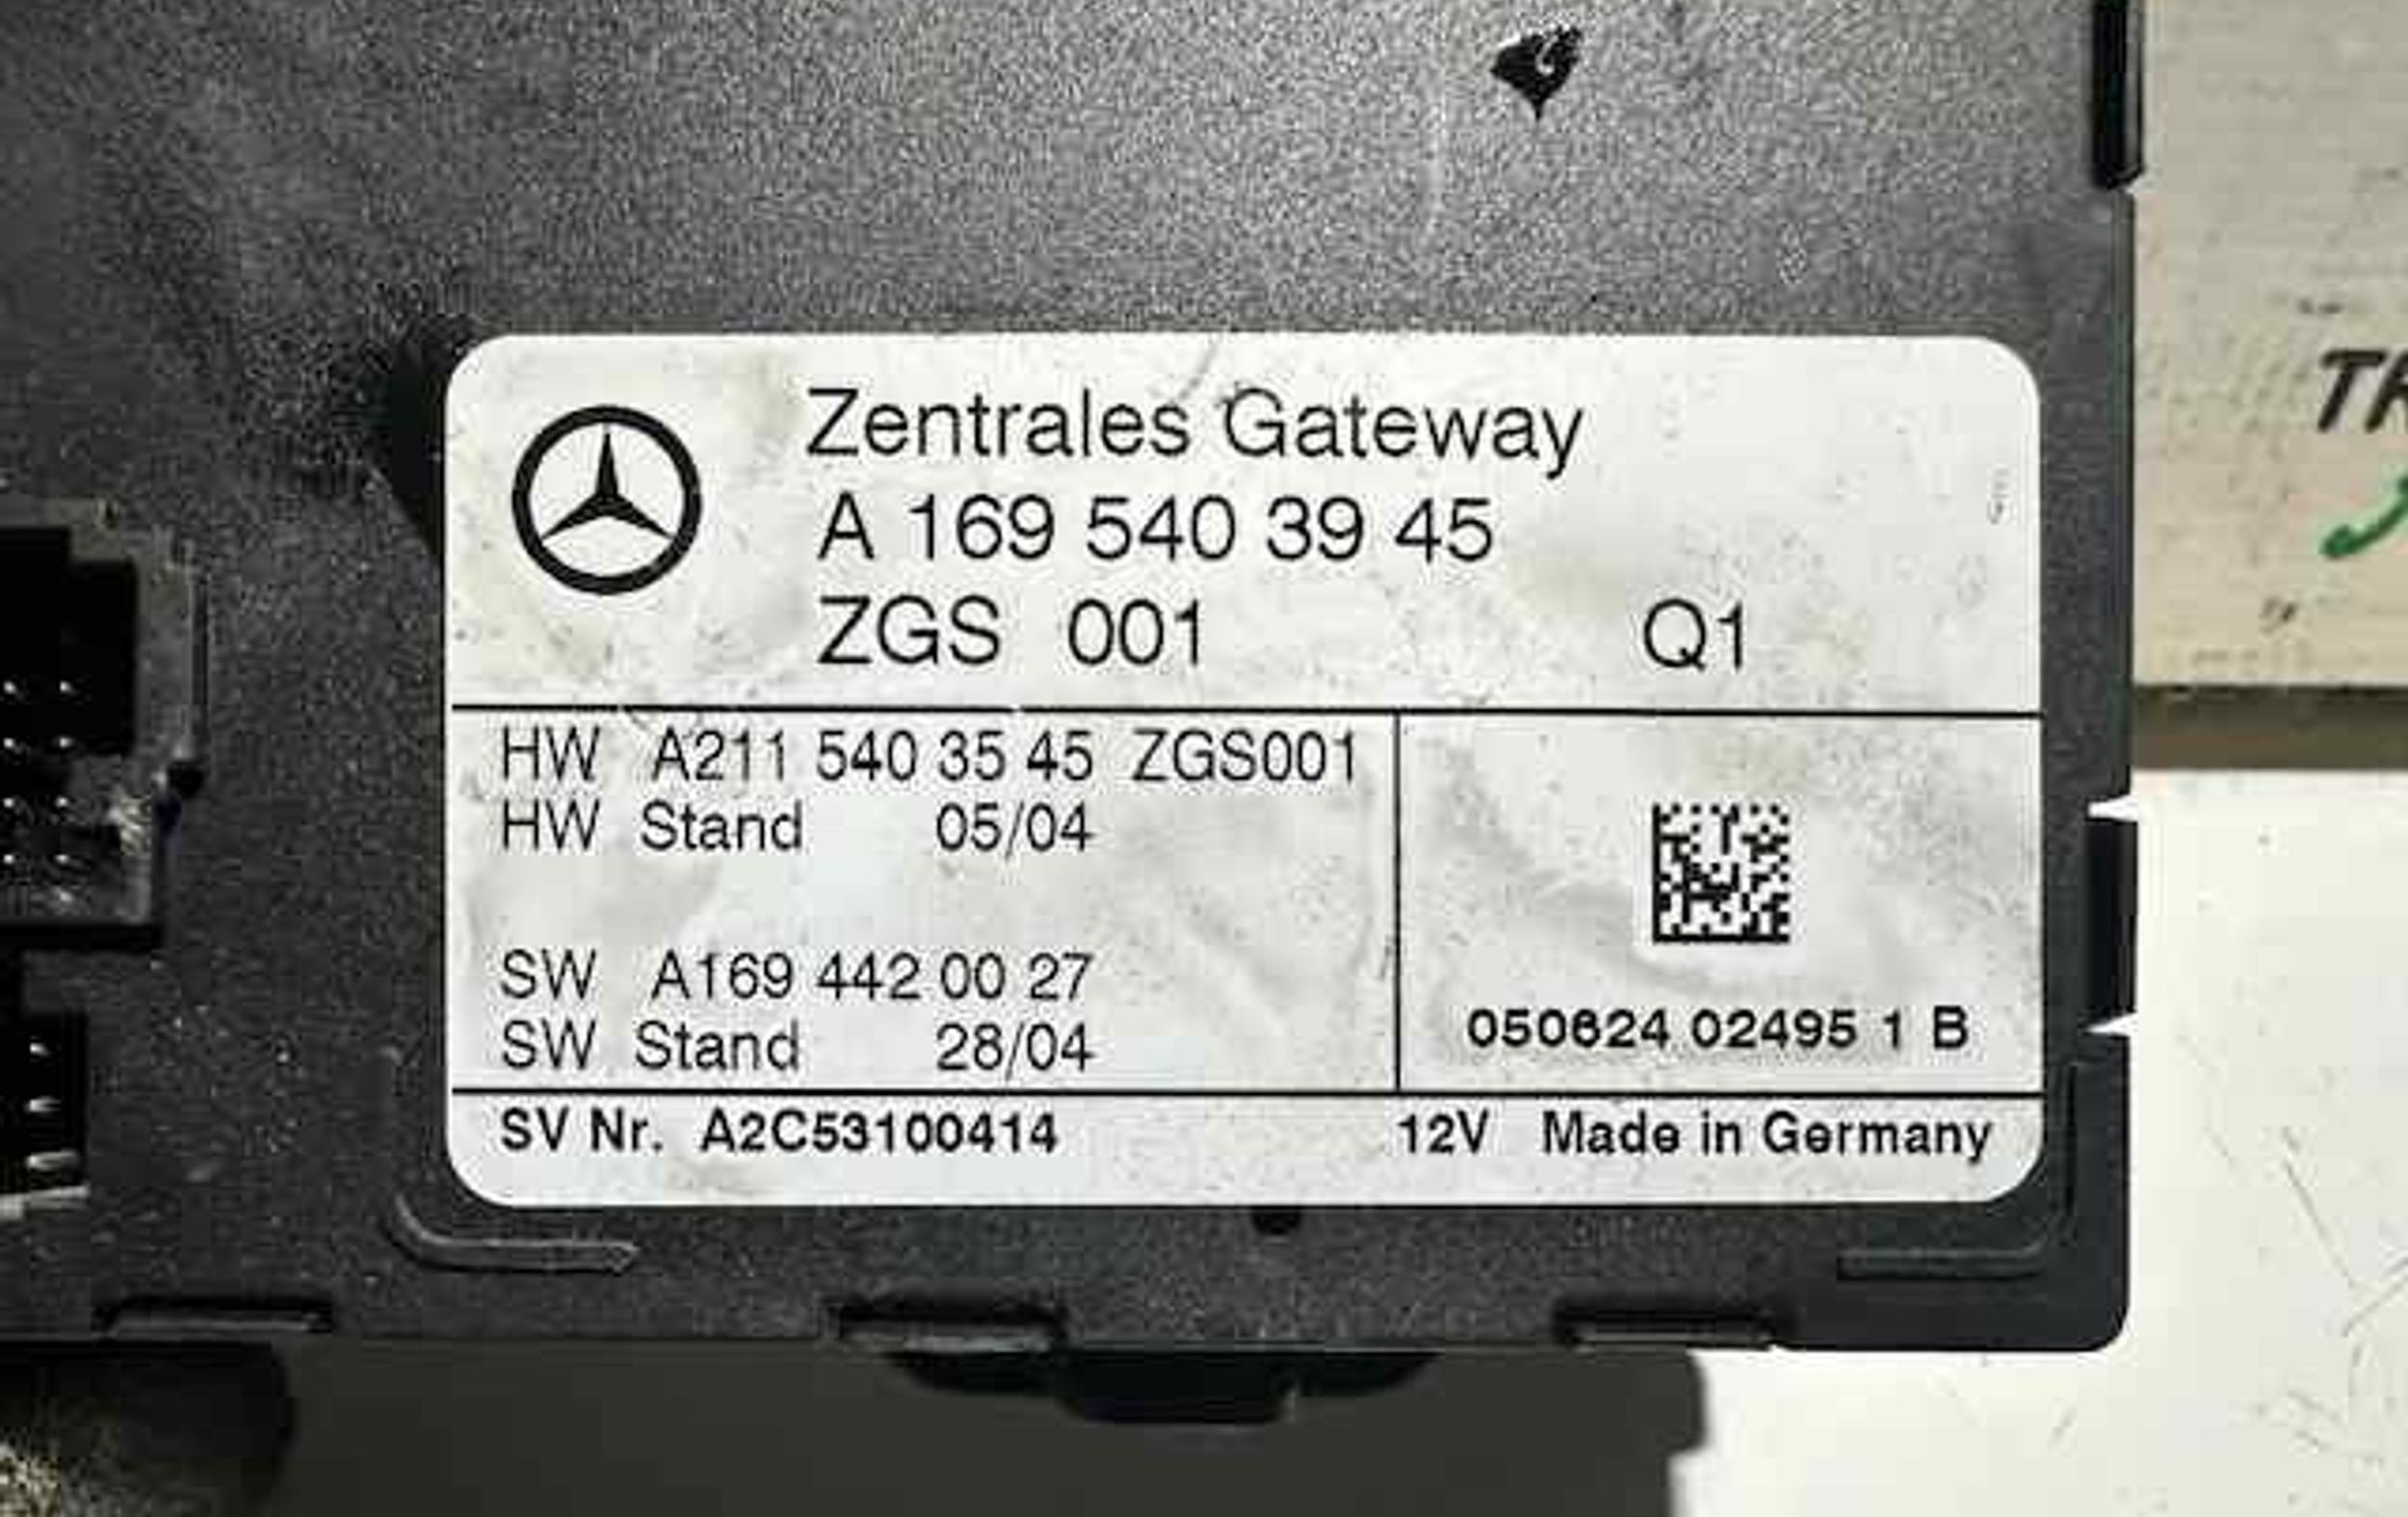 Zentrales Gateway
A 169 540 39 45
ZGS 001 Q1
HW A211 540 35 45 ZGS001
HW Stand 05/04
SW A169 442 00 27
SW Stand 28/04
050624 02495 1 B
SV Nr. A2C53100414 12V Made in Germany